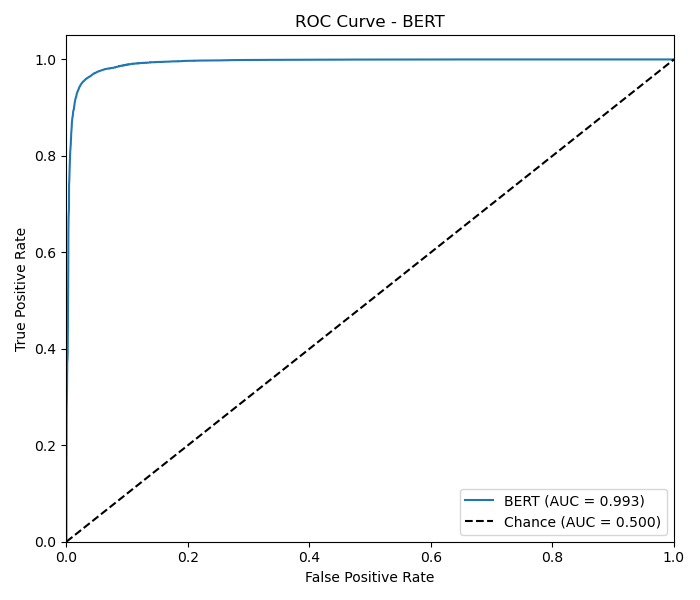 ROC Curve - BERT
True Positive Rate
1.0
0.8
0.6
0.4
0.2
0.0
0.0 0.2 0.4 0.6 0.8 1.0
False Positive Rate
BERT (AUC = 0.993)
Chance (AUC = 0.500)